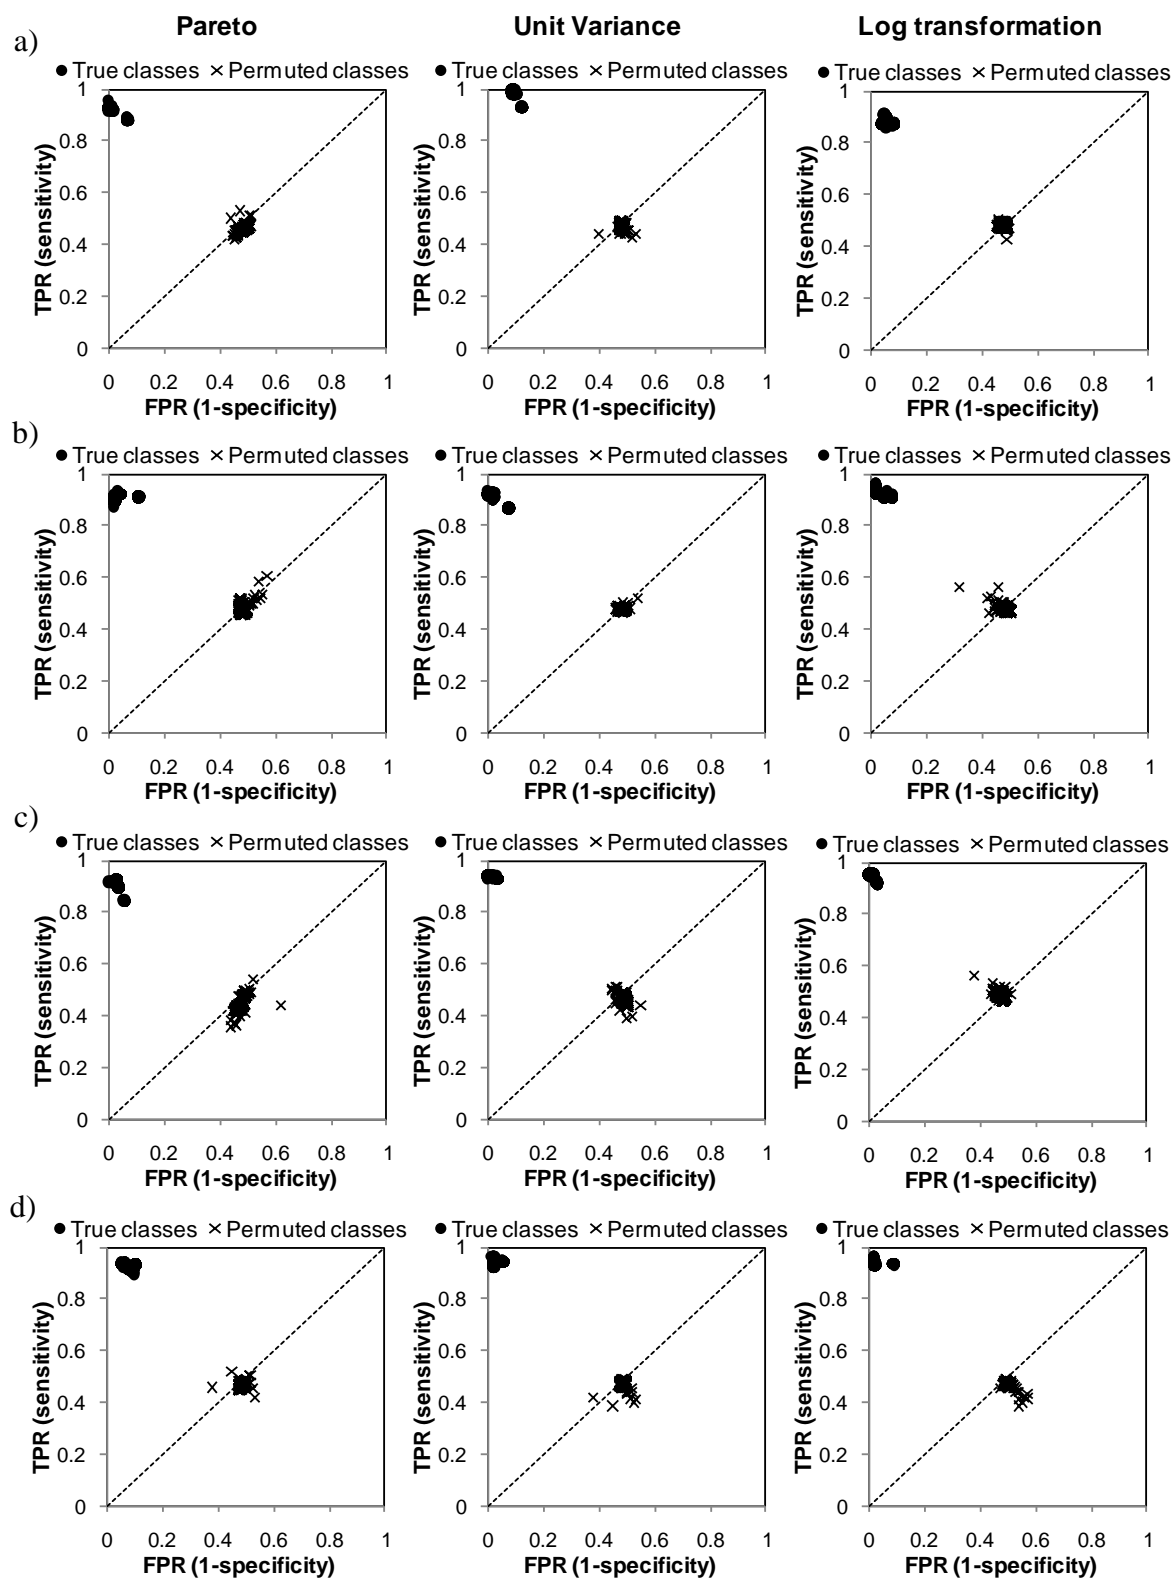 Pareto Unit Variance Log transformation
a)
● True classes × Permuted classes ● True classes × Permuted classes ● True classes × Permuted classes
1 1 1
0.8 0.8 0.8
0.6 0.6 0.6
0.4 0.4 0.4
0.2 0.2 0.2
0 0 0
TPR (sensitivity) TPR (sensitivity) TPR (sensitivity)
0 0.2 0.4 0.6 0.8 1 0 0.2 0.4 0.6 0.8 1 0 0.2 0.4 0.6 0.8 1
FPR (1-specificity) FPR (1-specificity) FPR (1-specificity)
b)
● True classes × Permuted classes ● True classes × Permuted classes ● True classes × Permuted classes
1 1 1
0.8 0.8 0.8
0.6 0.6 0.6
0.4 0.4 0.4
0.2 0.2 0.2
0 0 0
TPR (sensitivity) TPR (sensitivity) TPR (sensitivity)
0 0.2 0.4 0.6 0.8 1 0 0.2 0.4 0.6 0.8 1 0 0.2 0.4 0.6 0.8 1
FPR (1-specificity) FPR (1-specificity) FPR (1-specificity)
c)
● True classes × Permuted classes ● True classes × Permuted classes ● True classes × Permuted classes
1 1 1
0.8 0.8 0.8
0.6 0.6 0.6
0.4 0.4 0.4
0.2 0.2 0.2
0 0 0
TPR (sensitivity) TPR (sensitivity) TPR (sensitivity)
0 0.2 0.4 0.6 0.8 1 0 0.2 0.4 0.6 0.8 1 0 0.2 0.4 0.6 0.8 1
FPR (1-specificity) FPR (1-specificity) FPR (1-specificity)
d)
● True classes × Permuted classes ● True classes × Permuted classes ● True classes × Permuted classes
1 1 1
0.8 0.8 0.8
0.6 0.6 0.6
0.4 0.4 0.4
0.2 0.2 0.2
0 0 0
TPR (sensitivity) TPR (sensitivity) TPR (sensitivity)
0 0.2 0.4 0.6 0.8 1 0 0.2 0.4 0.6 0.8 1 0 0.2 0.4 0.6 0.8 1
FPR (1-specificity) FPR (1-specificity) FPR (1-specificity)